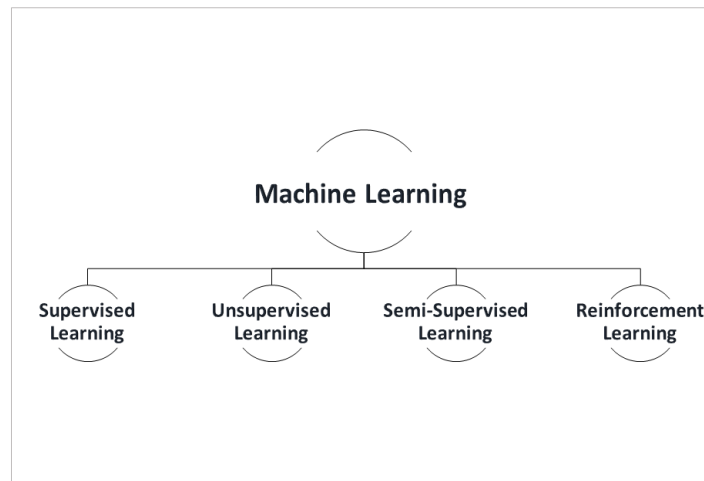 Machine Learning
Supervised
Learning
Unsupervised
Learning
Semi-Supervised
Learning
Reinforcement
Learning